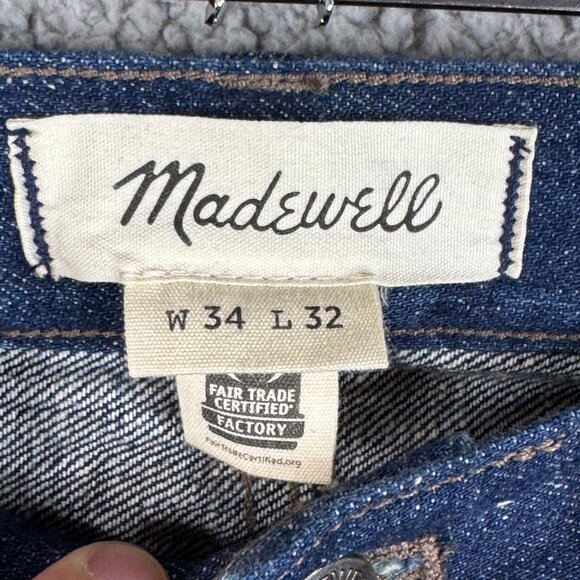 Madewell
W 34 L 32
FAIR TRADE
CERTIFIED®
FACTORY
FairTradeCertified.org